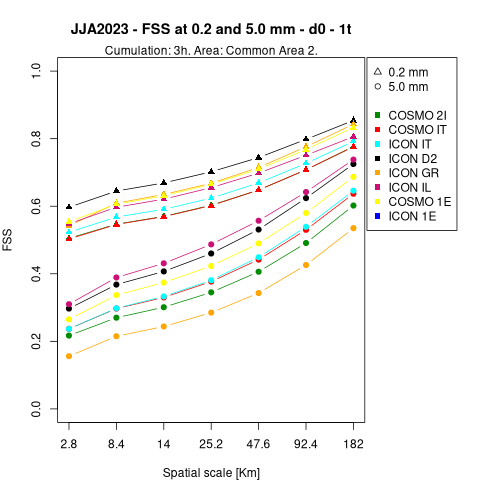 JJA2023 - FSS at 0.2 and 5.0 mm - d0 - 1t
Cumulation: 3h. Area: Common Area 2.
0.2 mm
5.0 mm
COSMO 2I
COSMO IT
ICON IT
ICON D2
ICON GR
ICON IL
COSMO 1E
ICON 1E
FSS
1.0
0.8
0.6
0.4
0.2
0.0
2.8 8.4 14 25.2 47.6 92.4 182
Spatial scale [Km]